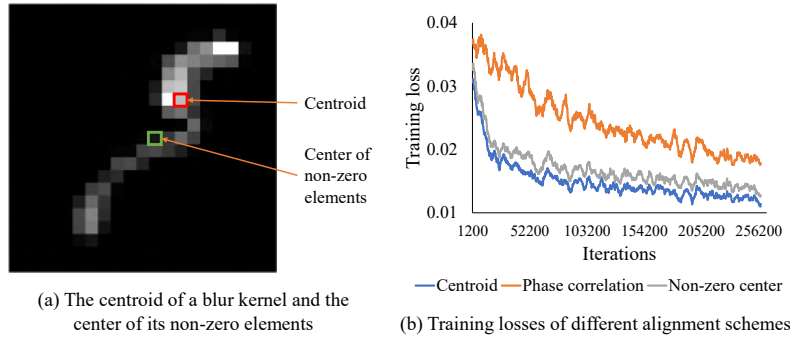 Centroid
Center of
non-zero
elements
(a) The centroid of a blur kernel and the
center of its non-zero elements
0.04
0.03
0.02
0.01
Training loss
1200 52200 103200 154200 205200 256200
Iterations
Centroid Phase correlation Non-zero center
(b) Training losses of different alignment schemes